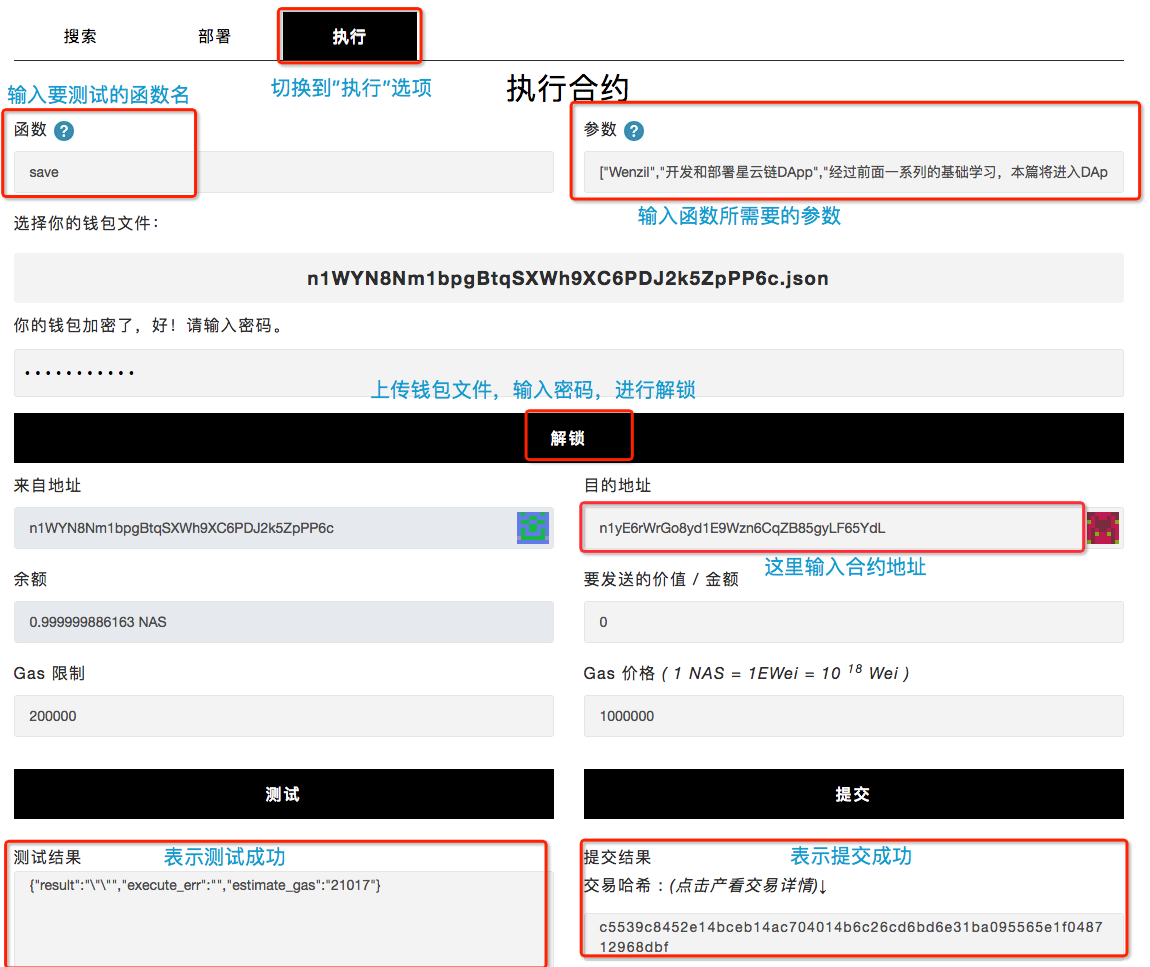 搜索 部署 执行
输入要测试的函数名 切换到"执行"选项 执行合约
函数 ? 参数 ?
save ["Wenzil","开发和部署星云链DApp","经过前面一系列的基础学习，本篇将进入DAp
选择你的钱包文件： 输入函数所需要的参数
n1WYN8Nm1bpgBtqSXWh9XC6PDJ2k5ZpPP6c.json
你的钱包加密了，好！请输入密码。
•••••••••••
上传钱包文件，输入密码，进行解锁
解锁
来自地址 目的地址
n1WYN8Nm1bpgBtqSXWh9XC6PDJ2k5ZpPP6c n1yE6rWrGo8yd1E9Wzn6CqZB85gyLF65YdL
这里输入合约地址
余额 要发送的价值 / 金额
0.999999886163 NAS 0
Gas 限制 Gas 价格 ( 1 NAS = 1EWei = 10 18 Wei )
200000 1000000
测试 提交
测试结果 表示测试成功 提交结果 表示提交成功
{"result":"\"\"","execute_err":"","estimate_gas":"21017"} 交易哈希 : (点击产看交易详情)↓
c5539c8452e14bceb14ac704014b6c26cd6bd6e31ba095565e1f0487
12968dbf